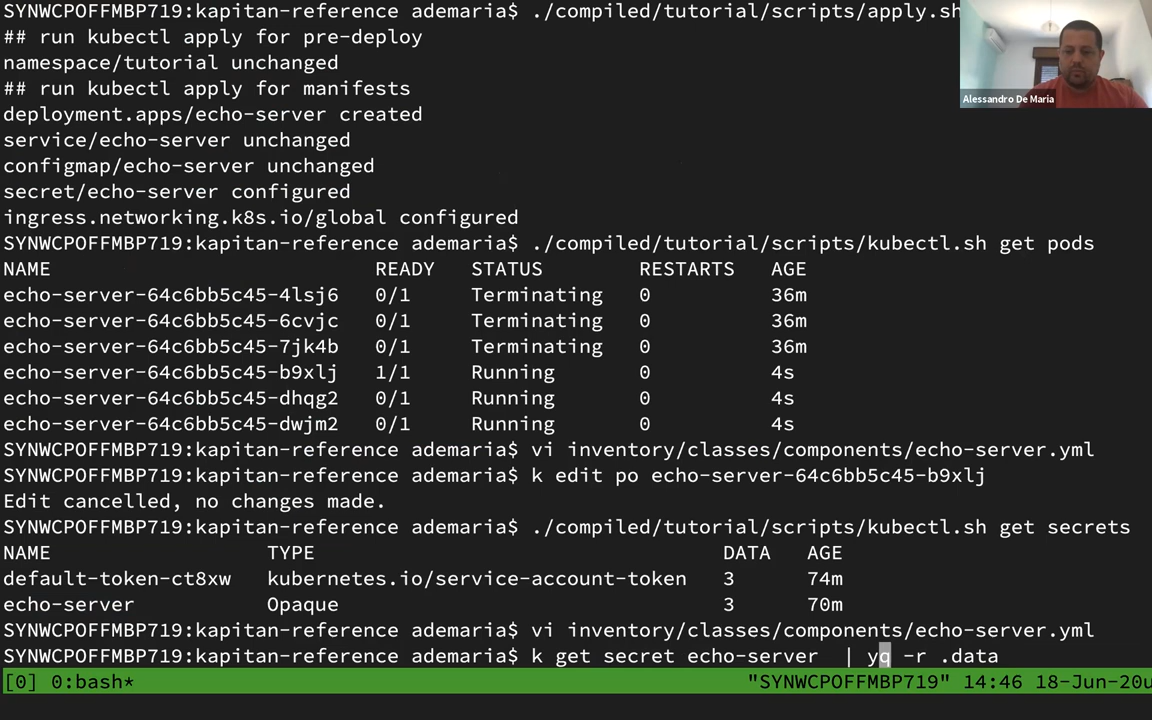 SYNWCPOFFMBP719:kapitan-reference ademaria$ ./compiled/tutorial/scripts/apply.sh
## run kubectl apply for pre-deploy
namespace/tutorial unchanged
## run kubectl apply for manifests
deployment.apps/echo-server created
service/echo-server unchanged
configmap/echo-server unchanged
secret/echo-server configured
ingress.networking.k8s.io/global configured
SYNWCPOFFMBP719:kapitan-reference ademaria$ ./compiled/tutorial/scripts/kubectl.sh get pods
NAME READY STATUS RESTARTS AGE
echo-server-64c6bb5c45-4lsj6 0/1 Terminating 0 36m
echo-server-64c6bb5c45-6cvjc 0/1 Terminating 0 36m
echo-server-64c6bb5c45-7jk4b 0/1 Terminating 0 36m
echo-server-64c6bb5c45-b9xlj 1/1 Running 0 4s
echo-server-64c6bb5c45-dhqg2 0/1 Running 0 4s
echo-server-64c6bb5c45-dwjm2 0/1 Running 0 4s
SYNWCPOFFMBP719:kapitan-reference ademaria$ vi inventory/classes/components/echo-server.yml
SYNWCPOFFMBP719:kapitan-reference ademaria$ k edit po echo-server-64c6bb5c45-b9xlj
Edit cancelled, no changes made.
SYNWCPOFFMBP719:kapitan-reference ademaria$ ./compiled/tutorial/scripts/kubectl.sh get secrets
NAME TYPE DATA AGE
default-token-ct8xw kubernetes.io/service-account-token 3 74m
echo-server Opaque 3 70m
SYNWCPOFFMBP719:kapitan-reference ademaria$ vi inventory/classes/components/echo-server.yml
SYNWCPOFFMBP719:kapitan-reference ademaria$ k get secret echo-server | yq -r .data
[0] 0:bash* "SYNWCPOFFMBP719" 14:46 18-Jun-20u
Alessandro De Maria